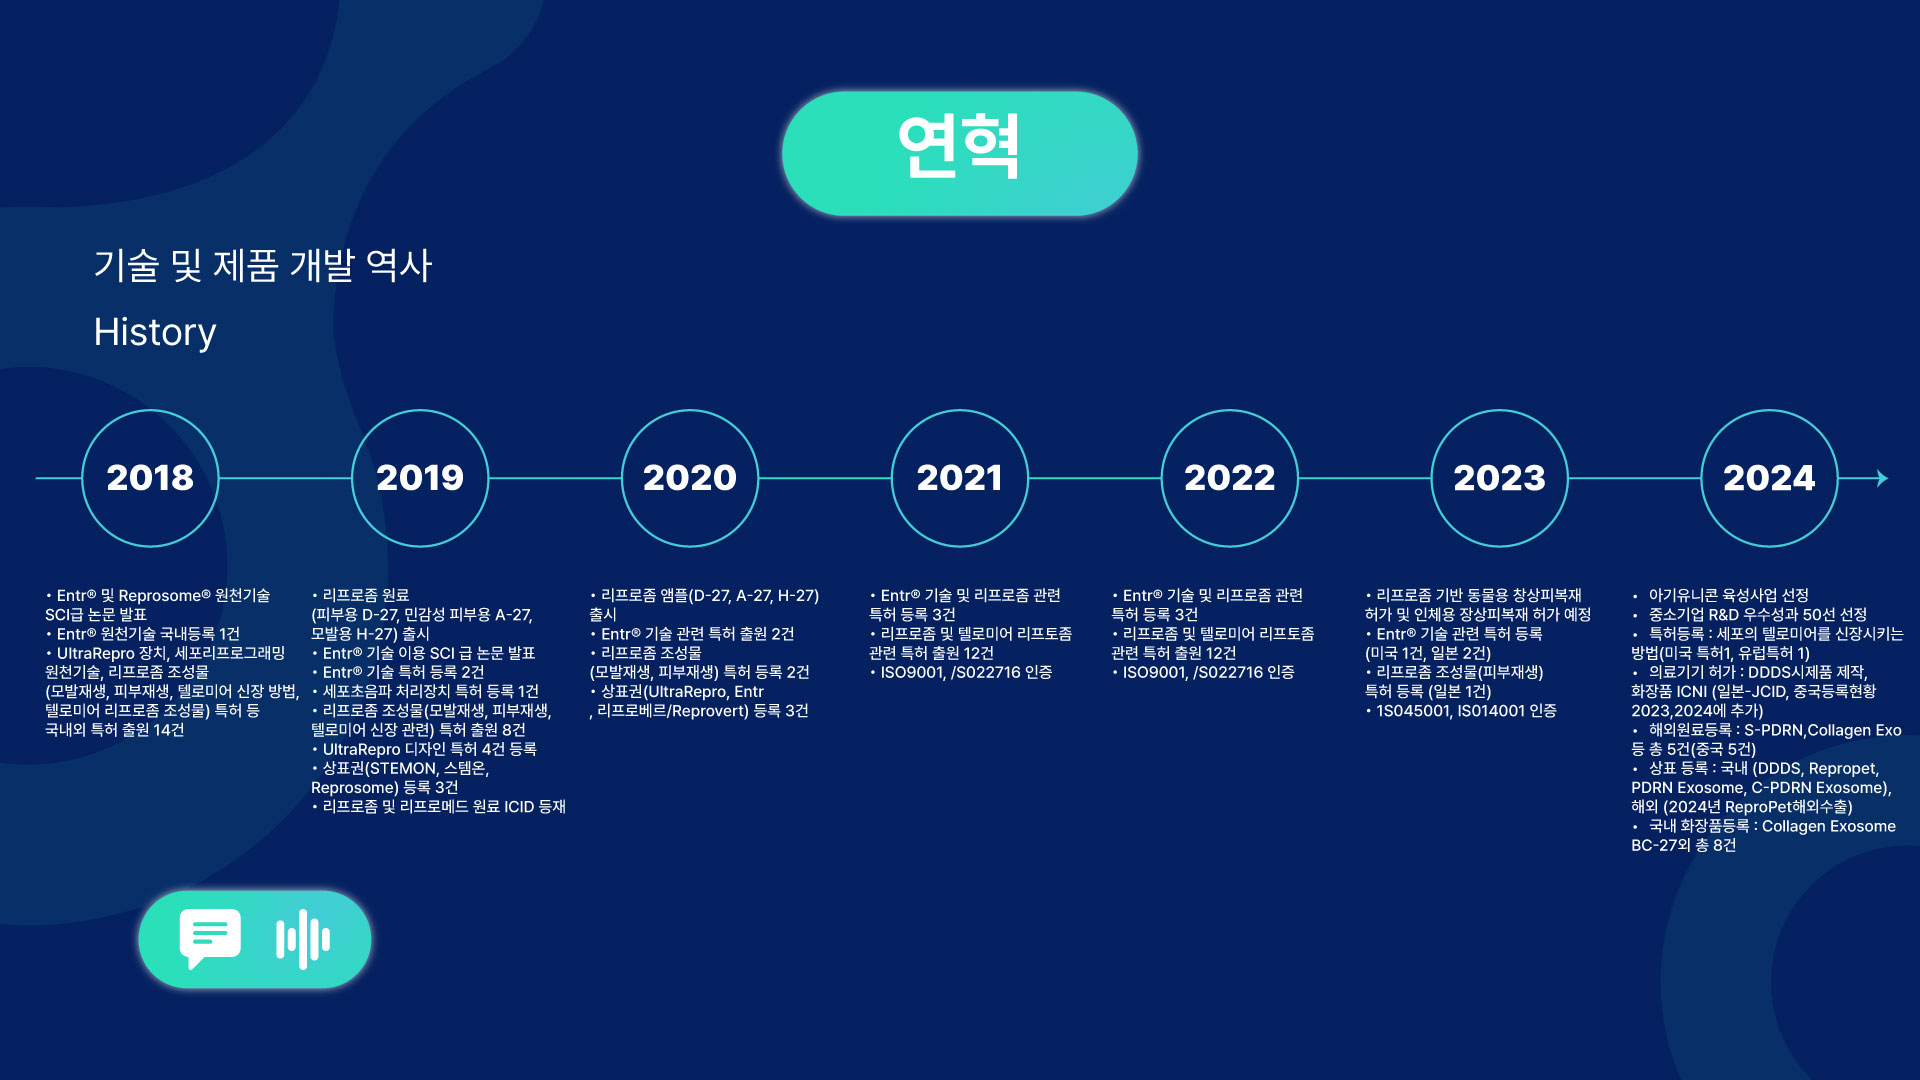 연혁
기술 및 제품 개발 역사
History
2018
2019
2020
2021
2022
2023
2024
• Entr® 및 Reprosome® 원천기술
SCI급 논문 발표
• Entr® 원천기술 국내등록 1건
• UltraRepro 장치, 세포리프로그래밍
원천기술, 리프로좀 조성물
(모발재생, 피부재생, 텔로미어 신장 방법,
텔로미어 리프로좀 조성물) 특허 등
국내외 특허 출원 14건
• 리프로좀 원료
(피부용 D-27, 민감성 피부용 A-27,
모발용 H-27) 출시
• Entr® 기술 이용 SCI 급 논문 발표
• Entr® 기술 특허 등록 2건
• 세포초음파 처리장치 특허 등록 1건
• 리프로좀 조성물(모발재생, 피부재생,
텔로미어 신장 관련) 특허 출원 8건
• UltraRepro 디자인 특허 4건 등록
• 상표권(STEMON, 스템온,
Reprosome) 등록 3건
• 리프로좀 및 리프로메드 원료 ICID 등재
• 리프로좀 앰플(D-27, A-27, H-27)
출시
• Entr® 기술 관련 특허 출원 2건
• 리프로좀 조성물
(모발재생, 피부재생) 특허 등록 2건
• 상표권(UltraRepro, Entr
, 리프로베르/Reprovert) 등록 3건
• Entr® 기술 및 리프로좀 관련
특허 등록 3건
• 리프로좀 및 텔로미어 리프토좀
관련 특허 출원 12건
• ISO9001, /S022716 인증
• Entr® 기술 및 리프로좀 관련
특허 등록 3건
• 리프로좀 및 텔로미어 리프토좀
관련 특허 출원 12건
• ISO9001, /S022716 인증
• 리프로좀 기반 동물용 창상피복재
허가 및 인체용 장상피복재 허가 예정
• Entr® 기술 관련 특허 등록
(미국 1건, 일본 2건)
• 리프로좀 조성물(피부재생)
특허 등록 (일본 1건)
• 1S045001, IS014001 인증
• 아기유니콘 육성사업 선정
• 중소기업 R&D 우수성과 50선 선정
• 특허등록 : 세포의 텔로미어를 신장시키는
방법(미국 특허1, 유럽특허 1)
• 의료기기 허가 : DDDS시제품 제작,
화장품 ICNI (일본-JCID, 중국등록현황
2023,2024에 추가)
• 해외원료등록 : S-PDRN,Collagen Exo
등 총 5건(중국 5건)
• 상표 등록 : 국내 (DDDS, Repropet,
PDRN Exosome, C-PDRN Exosome),
해외 (2024년 ReproPet해외수출)
• 국내 화장품등록 : Collagen Exosome
BC-27외 총 8건